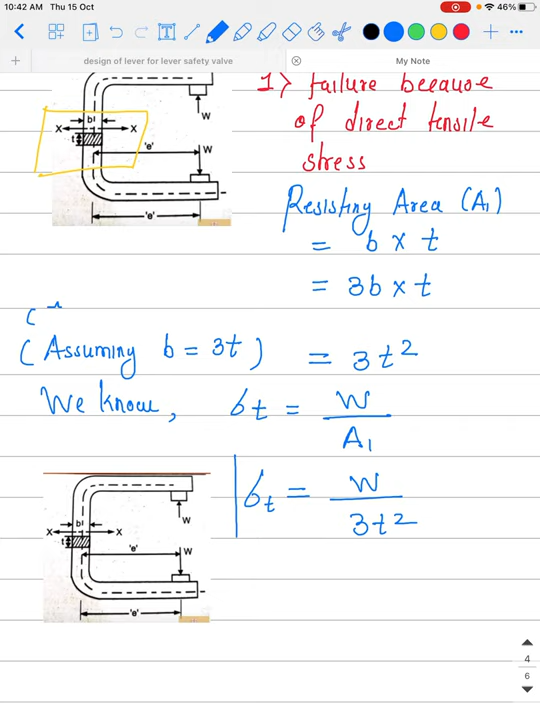 10:42 AM Thu 15 Oct
46%
design of lever for lever safety valve
My Note
1> failure because
of direct tensile
stress
b
W
X X
t
'e'
W
'e'
Resisting Area (A1)
= b x t
= 3b x t
(
(Assuming b = 3t) = 3t2
We know, σt = W
A1
σt = W
3t2
b
W
X X
t
'e'
W
'e'
4
6